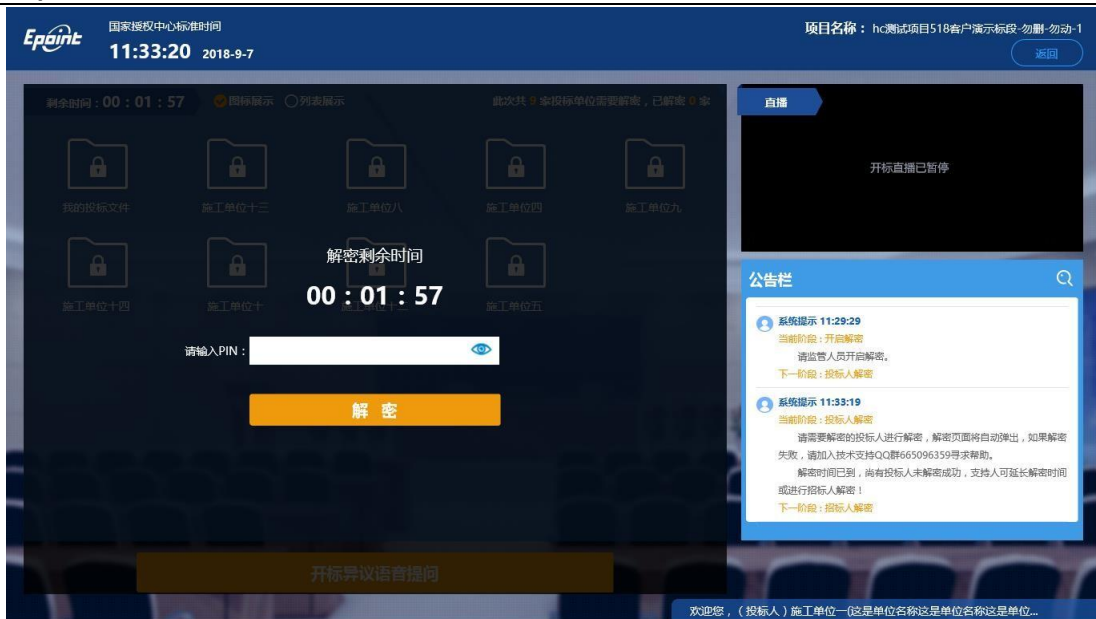 Epoint
国家授权中心标准时间
11:33:20 2018-9-7
项目名称：hc测试项目518客户演示标段-勿删-勿动-1
返回
剩余时间：00：01：57 图标展示 列表展示 此次共 9 家投标单位需要解密，已解密 0 家
我的投标文件 施工单位十三 施工单位八 施工单位四 施工单位九
解密剩余时间
00：01：57
施工单位十四 施工单位十 施工单位五
请输入PIN：
解 密
开标异议语音提问
直播
开标直播已暂停
公告栏
系统提示 11:29:29
当前阶段：开启解密
请监管人员开启解密。
下一阶段：投标人解密
系统提示 11:33:19
当前阶段：投标人解密
请需要解密的投标人进行解密，解密页面将自动弹出，如果解密
失败，请加入技术支持QQ群665096359寻求帮助。
解密时间已到，尚有投标人未解密成功，支持人可延长解密时间
或进行招标人解密！
下一阶段：招标人解密
欢迎您，（投标人）施工单位一(这是单位名称这是单位名称这是单位...